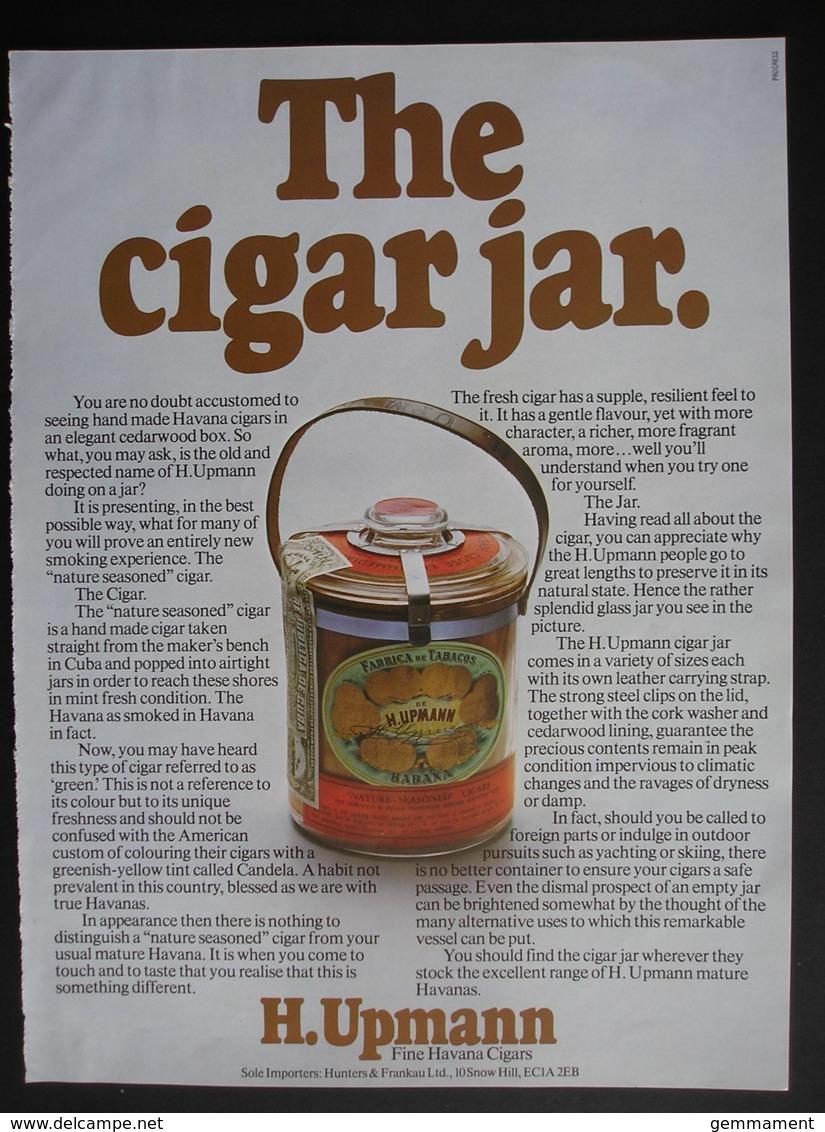 PROGRESS
The
cigar jar.
You are no doubt accustomed to
seeing hand made Havana cigars in
an elegant cedarwood box. So
what, you may ask, is the old and
respected name of H.Upmann
doing on a jar?
It is presenting, in the best
possible way, what for many of
you will prove an entirely new
smoking experience. The
“nature seasoned” cigar.
The Cigar.
The “nature seasoned” cigar
is a hand made cigar taken
straight from the maker’s bench
in Cuba and popped into airtight
jars in order to reach these shores
in mint fresh condition. The
Havana as smoked in Havana
in fact.
Now, you may have heard
this type of cigar referred to as
‘green.’ This is not a reference to
its colour but to its unique
freshness and should not be
confused with the American
custom of colouring their cigars with a
greenish-yellow tint called Candela. A habit not
prevalent in this country, blessed as we are with
true Havanas.
In appearance then there is nothing to
distinguish a “nature seasoned” cigar from your
usual mature Havana. It is when you come to
touch and to taste that you realise that this is
something different.
The fresh cigar has a supple, resilient feel to
it. It has a gentle flavour, yet with more
character, a richer, more fragrant
aroma, more...well you’ll
understand when you try one
for yourself.
The Jar.
Having read all about the
cigar, you can appreciate why
the H.Upmann people go to
great lengths to preserve it in its
natural state. Hence the rather
splendid glass jar you see in the
picture.
The H.Upmann cigar jar
comes in a variety of sizes each
with its own leather carrying strap.
The strong steel clips on the lid,
together with the cork washer and
cedarwood lining, guarantee the
precious contents remain in peak
condition impervious to climatic
changes and the ravages of dryness
or damp.
In fact, should you be called to
foreign parts or indulge in outdoor
pursuits such as yachting or skiing, there
is no better container to ensure your cigars a safe
passage. Even the dismal prospect of an empty jar
can be brightened somewhat by the thought of the
many alternative uses to which this remarkable
vessel can be put.
You should find the cigar jar wherever they
stock the excellent range of H. Upmann mature
Havanas.
FABRICA DE TABACOS
DE
H.UPMANN
HABANA
"NATURE-SEASONED" CIGARS
H.Upmann
Fine Havana Cigars
Sole Importers: Hunters & Frankau Ltd., 10 Snow Hill, EC1A 2EB
delcampe.net
gemmament